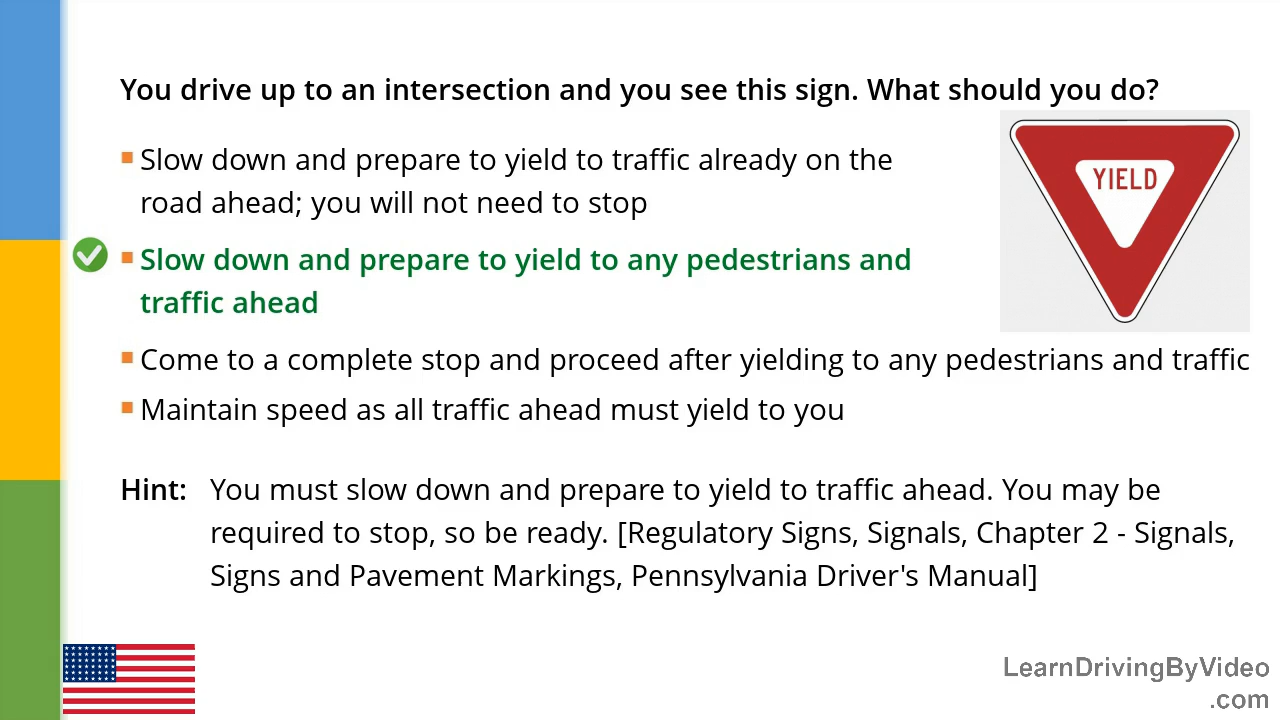 You drive up to an intersection and you see this sign. What should you do?
Slow down and prepare to yield to traffic already on the
road ahead; you will not need to stop
YIELD
Slow down and prepare to yield to any pedestrians and
traffic ahead
Come to a complete stop and proceed after yielding to any pedestrians and traffic
Maintain speed as all traffic ahead must yield to you
Hint: You must slow down and prepare to yield to traffic ahead. You may be
required to stop, so be ready. [Regulatory Signs, Signals, Chapter 2 - Signals,
Signs and Pavement Markings, Pennsylvania Driver's Manual]
LearnDrivingByVideo
.com